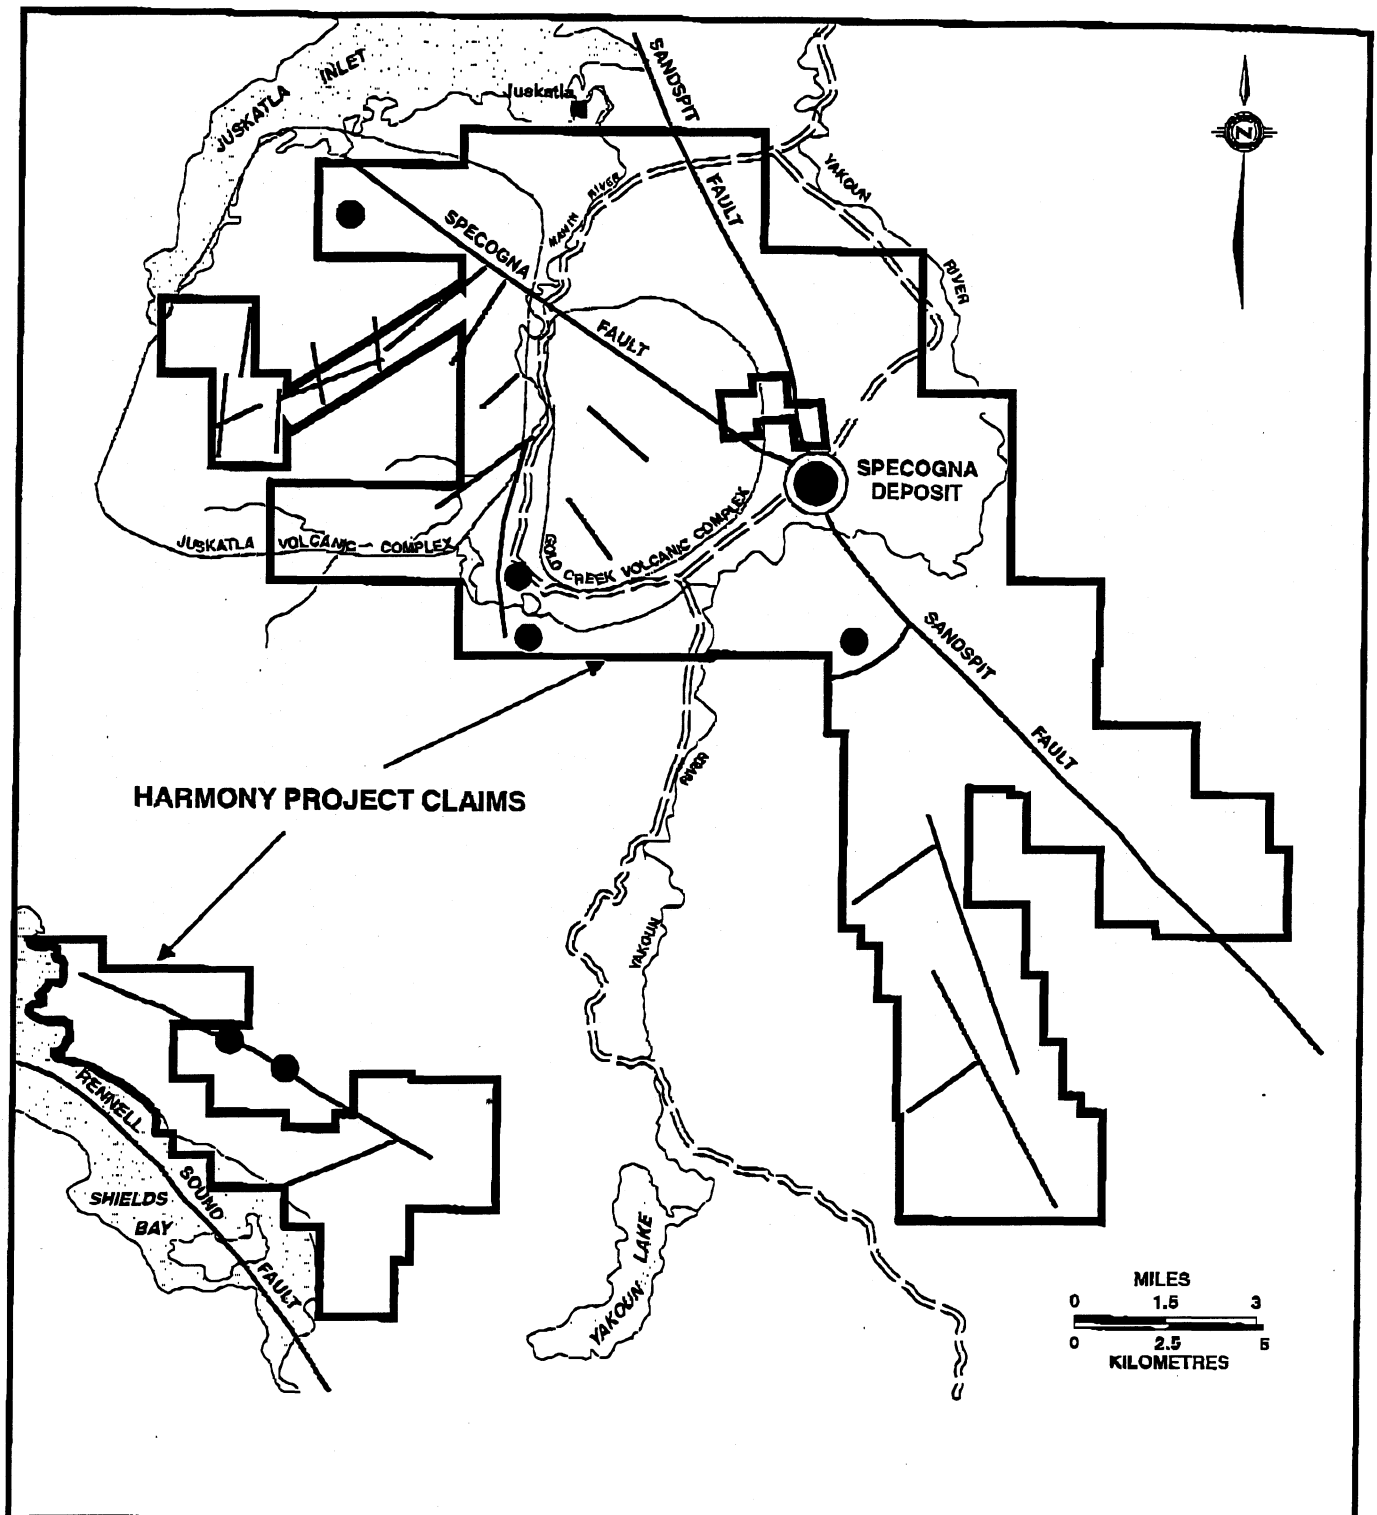 JUSKATLA INLET
Juskatla
SANDSPIT
FAULT
YAKOUN
RIVER
N
MAMIN RIVER
SPECOGNA
FAULT
SPECOGNA
DEPOSIT
JUSKATLA VOLCANIC COMPLEX
GOLD CREEK VOLCANIC COMPLEX
SANDSPIT
FAULT
RIVER
HARMONY PROJECT CLAIMS
YAKOUN
RENNELL
SOUND
FAULT
SHIELDS
BAY
YAKOUN LAKE
MILES
0 1.5 3
0 2.5 5
KILOMETRES